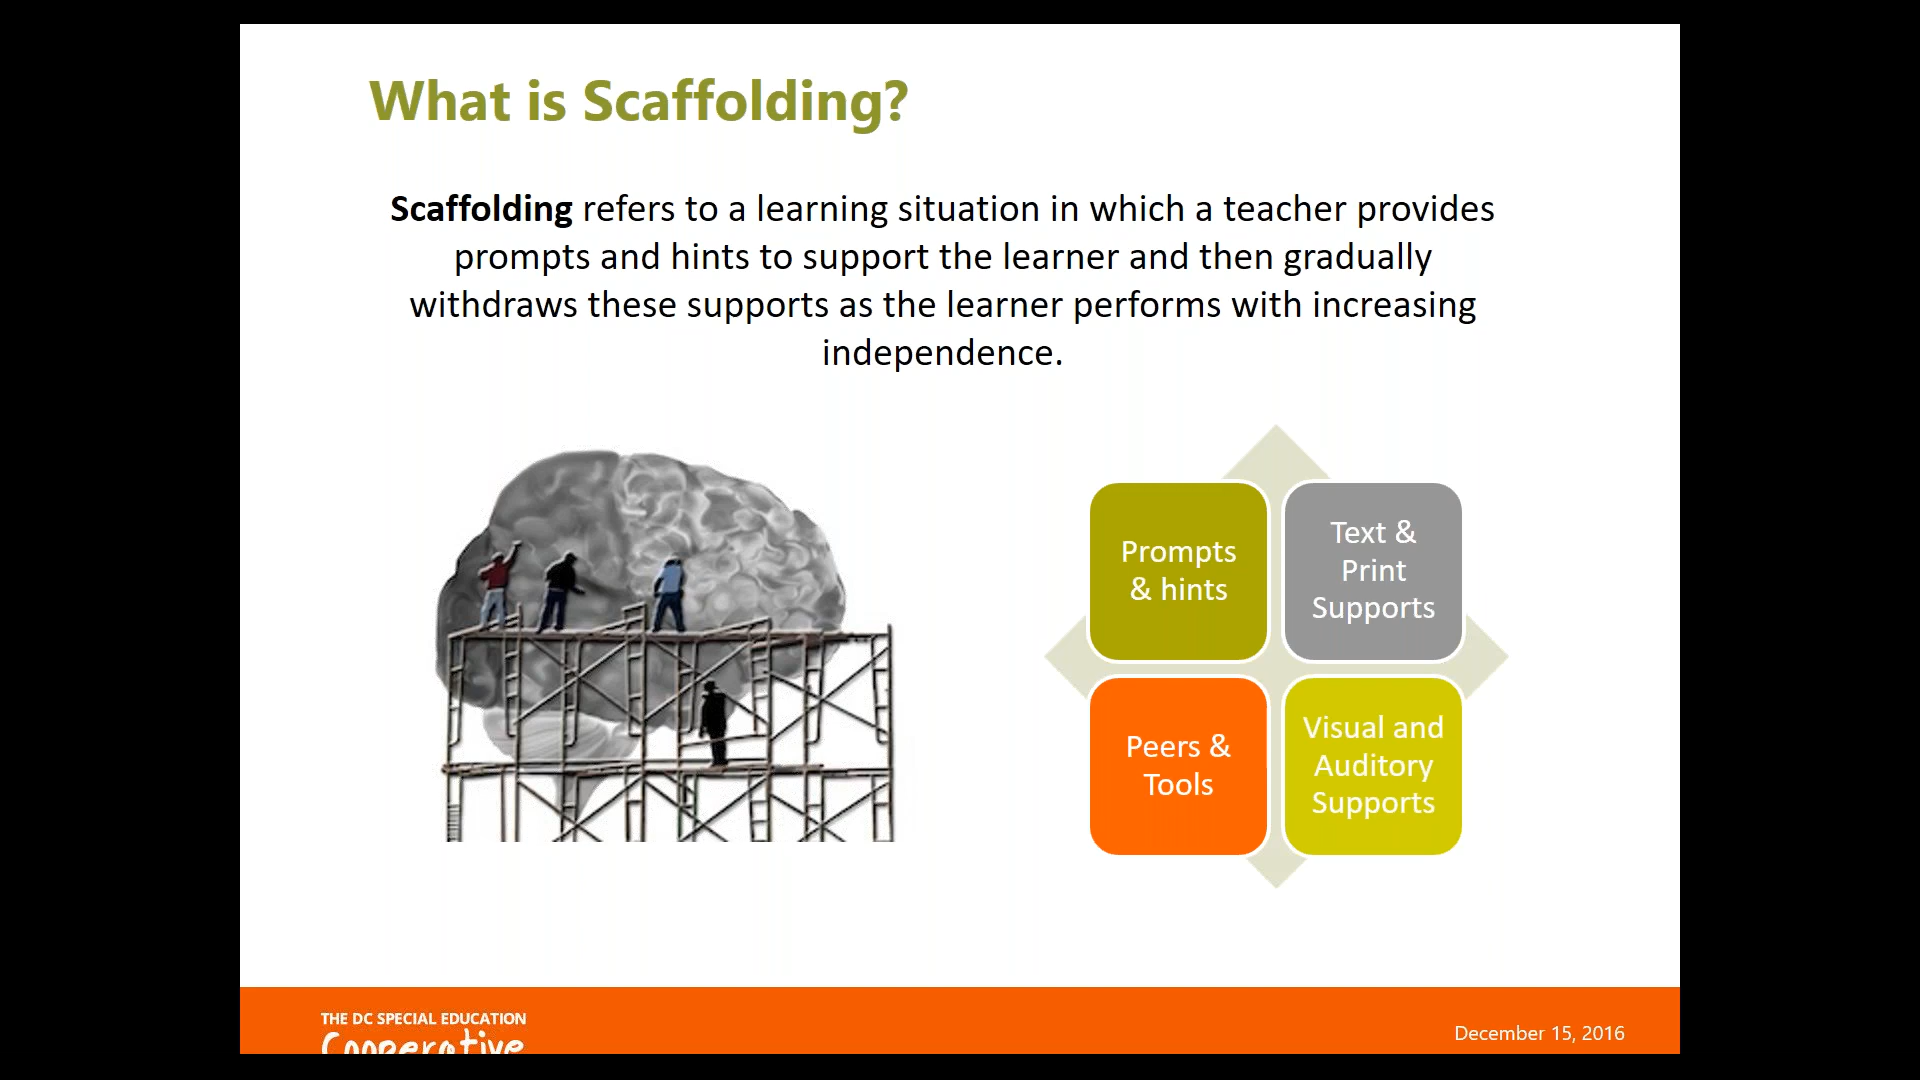 What is Scaffolding?
Scaffolding refers to a learning situation in which a teacher provides
prompts and hints to support the learner and then gradually
withdraws these supports as the learner performs with increasing
independence.
Prompts
& hints
Text &
Print
Supports
Peers &
Tools
Visual and
Auditory
Supports
THE DC SPECIAL EDUCATION
Cooperative
December 15, 2016